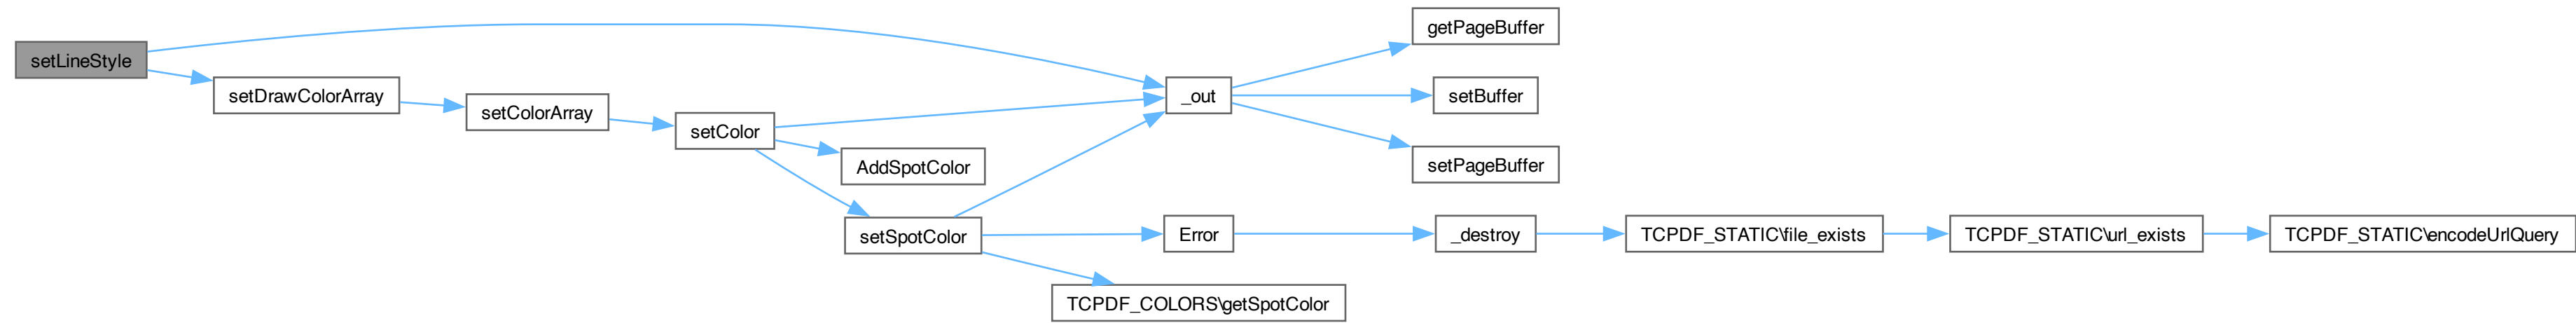 setLineStyle
setDrawColorArray
setColorArray
setColor
AddSpotColor
setSpotColor
_out
Error
TCPDF_COLORS\getSpotColor
getPageBuffer
setBuffer
setPageBuffer
_destroy
TCPDF_STATIC\file_exists
TCPDF_STATIC\url_exists
TCPDF_STATIC\encodeUrlQuery